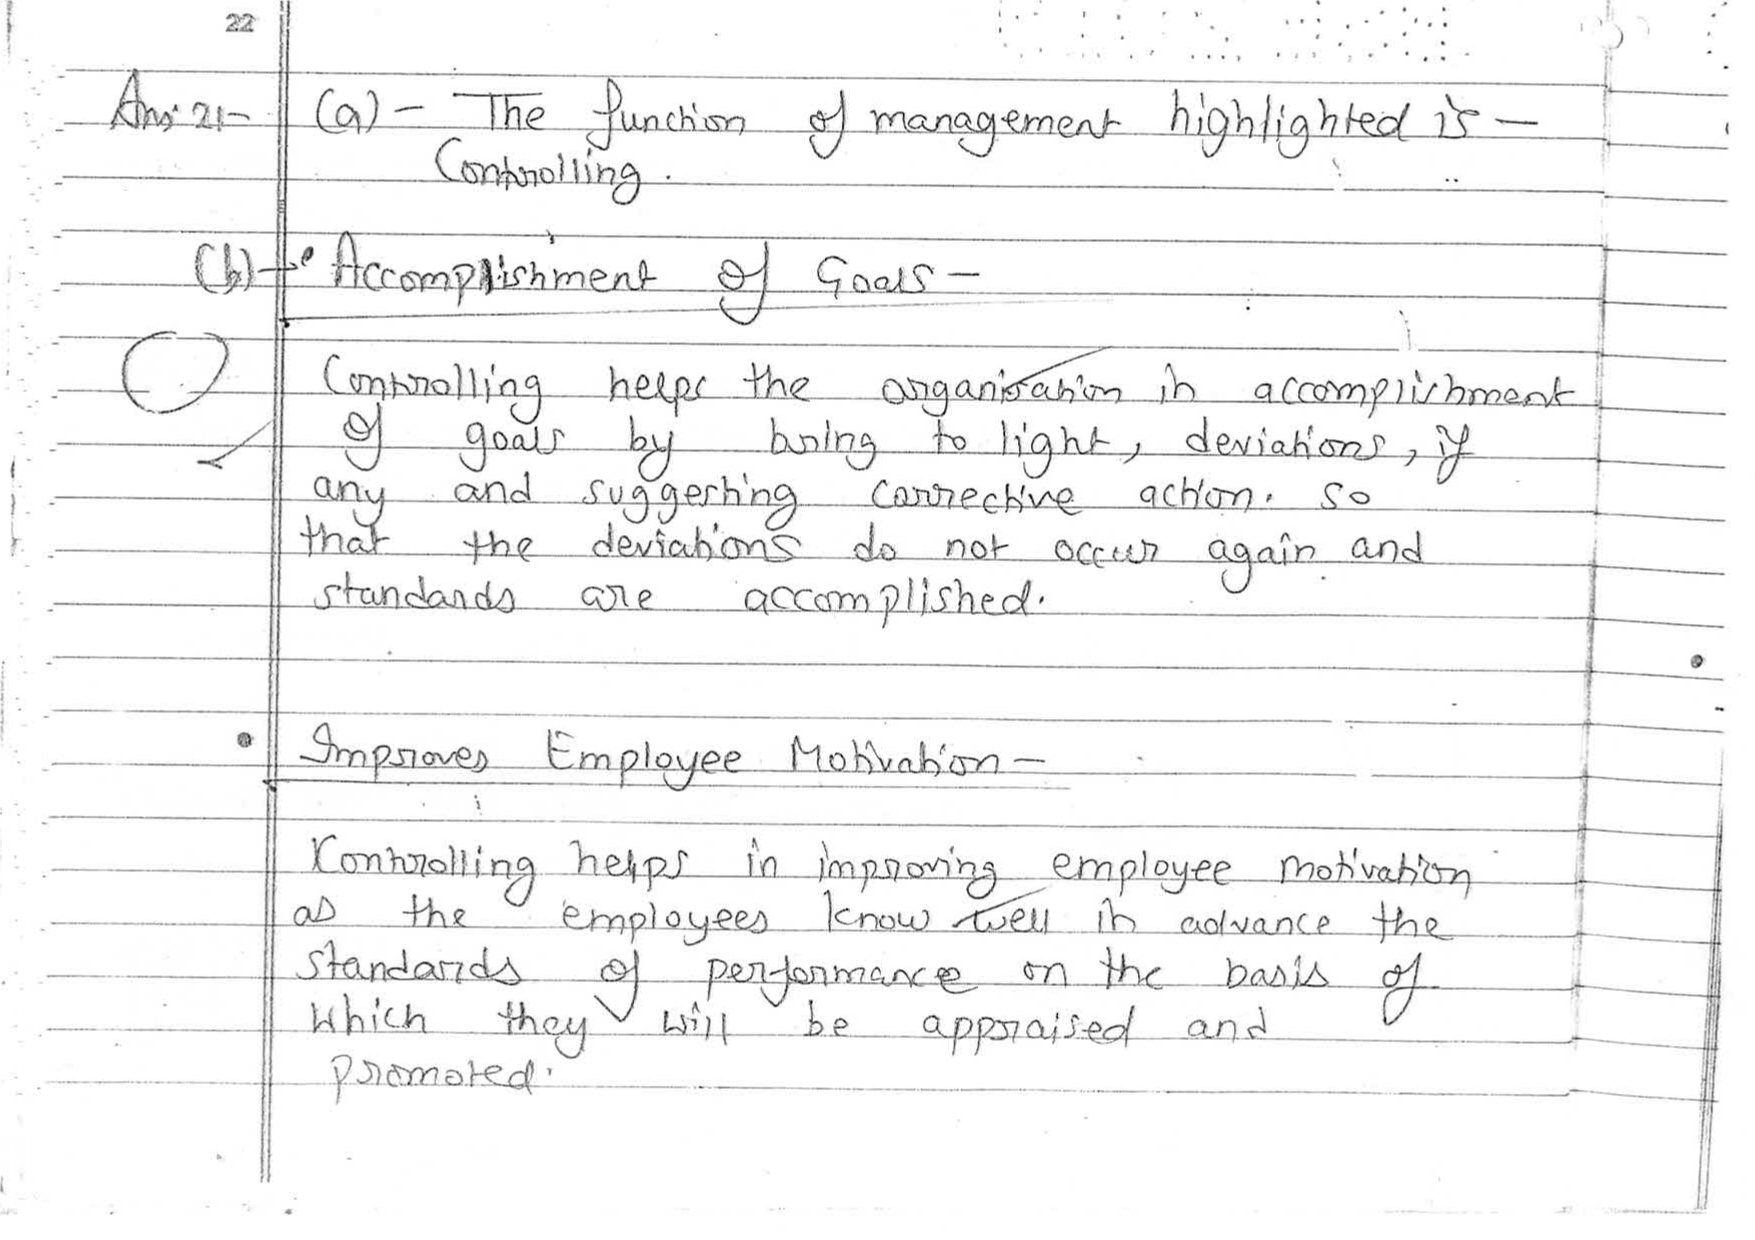 22
Ans 21- (a) - The function of management highlighted is -
Controlling.
(b) → • Accomplishment of Goals -
Controlling helps the organisation in accomplishment
of goals by bring to light, deviations, if
any and suggesting corrective action. So
that the deviations do not occur again and
standards are accomplished.
• Improves Employee Motivation -
Controlling helps in improving employee motivation
as the employees know well in advance the
standards of performance on the basis of
which they will be appraised and
promoted.